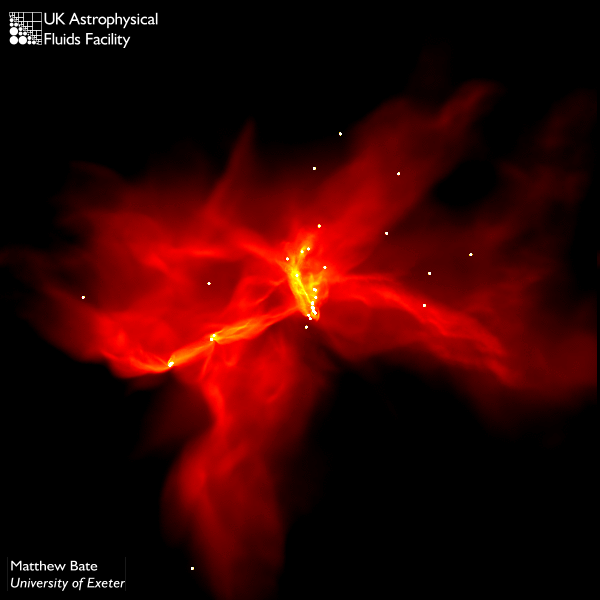 UK Astrophysical
Fluids Facility
Matthew Bate
University of Exeter